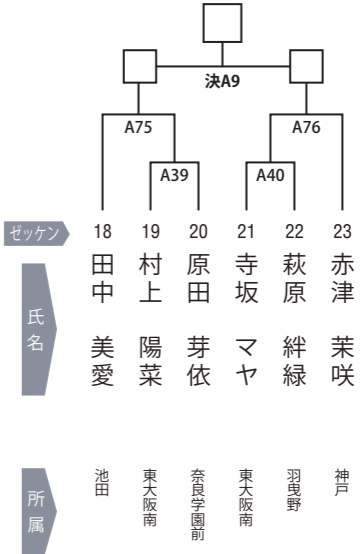 決A9
A75 A76
A39 A40
ゼッケン 18 19 20 21 22 23
氏名
田中 美愛
村上 陽菜
原田 芽依
寺坂 マヤ
萩原 絆緑
赤津 茉咲
所属
池田
東大阪南
奈良学園前
東大阪南
羽曳野
神戸